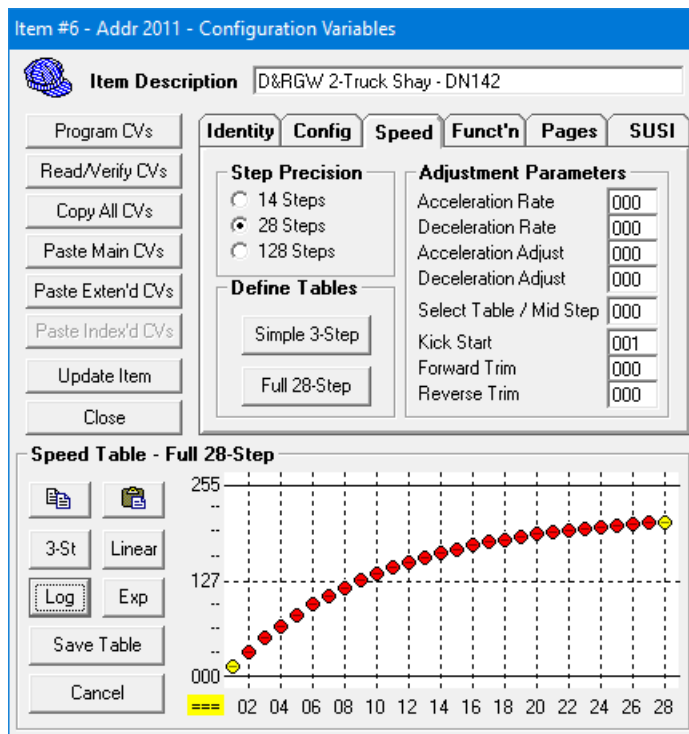 Item #6 - Addr 2011 - Configuration Variables
Item Description D&RGW 2-Truck Shay - DN142
Program CVs
Read/Verify CVs
Copy All CVs
Paste Main CVs
Paste Exten'd CVs
Paste Index'd CVs
Update Item
Close
Identity Config Speed Funct'n Pages SUSI
Step Precision
14 Steps
28 Steps
128 Steps
Define Tables
Simple 3-Step
Full 28-Step
Adjustment Parameters
Acceleration Rate 000
Deceleration Rate 000
Acceleration Adjust 000
Deceleration Adjust 000
Select Table / Mid Step 000
Kick Start 001
Forward Trim 000
Reverse Trim 000
Speed Table - Full 28-Step
3-St Linear
Log Exp
Save Table
Cancel
255
--
--
--
127
--
--
--
000
=== 02 04 06 08 10 12 14 16 18 20 22 24 26 28